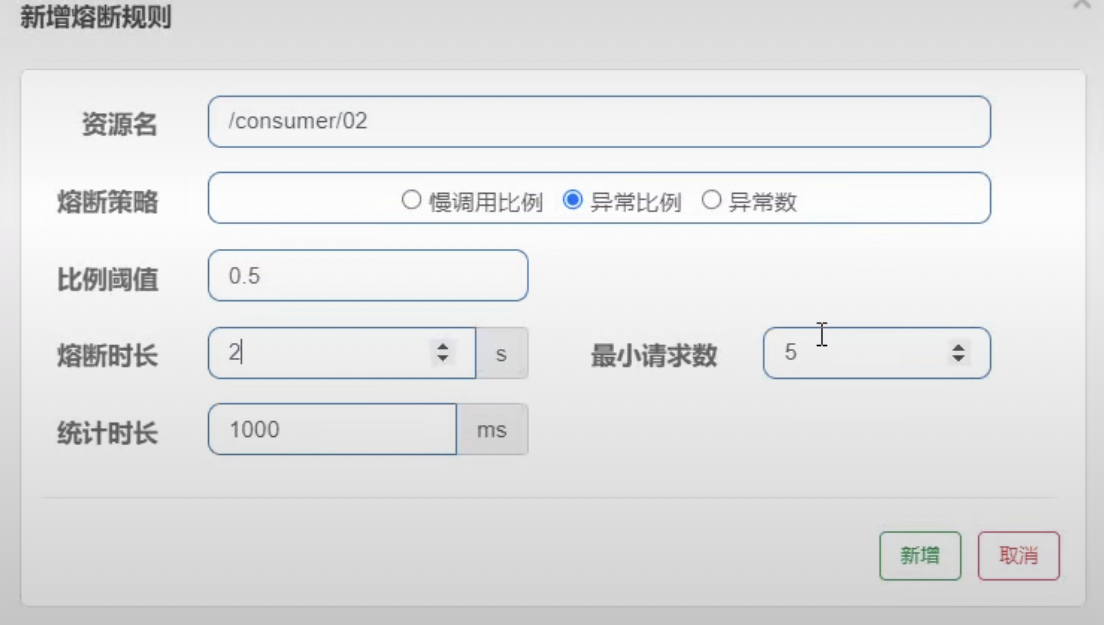 新增熔断规则
资源名 /consumer/02
熔断策略 慢调用比例 异常比例 异常数
比例阈值 0.5
熔断时长 2 s 最小请求数 5
统计时长 1000 ms
新增 取消